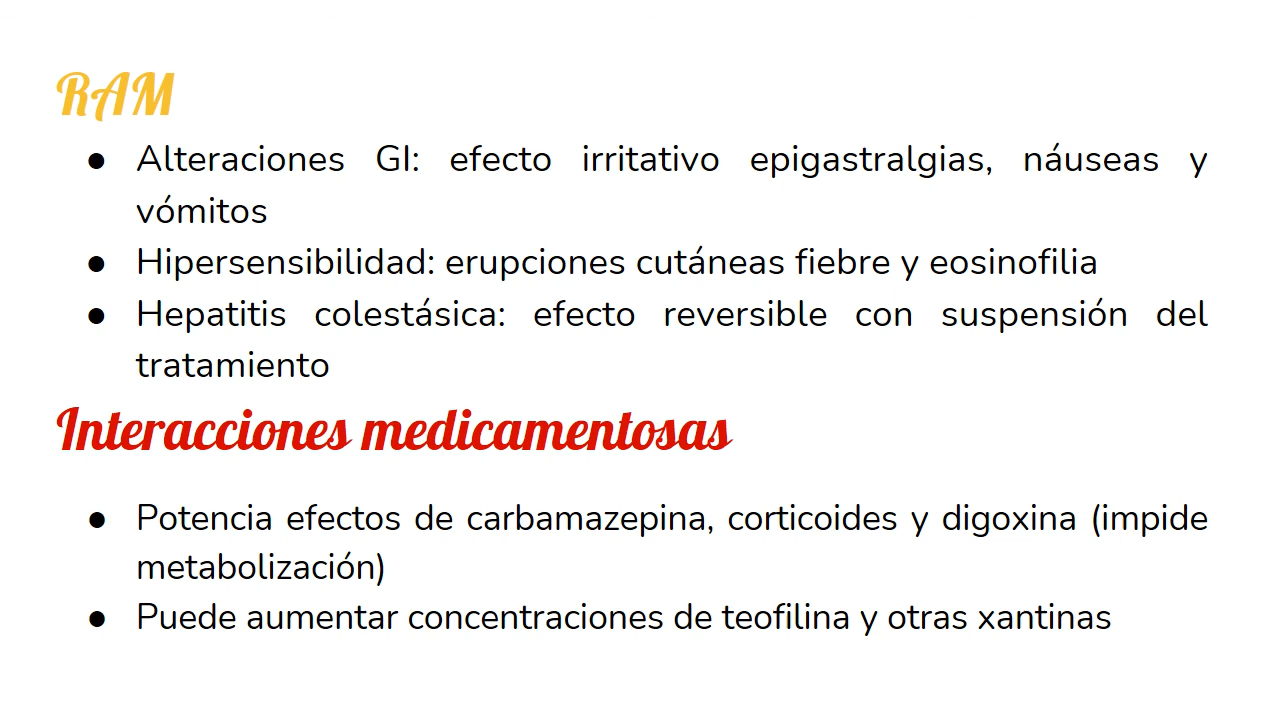 RAM
● Alteraciones GI: efecto irritativo epigastralgias, náuseas y
vómitos
● Hipersensibilidad: erupciones cutáneas fiebre y eosinofilia
● Hepatitis colestásica: efecto reversible con suspensión del
tratamiento
Interacciones medicamentosas
● Potencia efectos de carbamazepina, corticoides y digoxina (impide
metabolización)
● Puede aumentar concentraciones de teofilina y otras xantinas